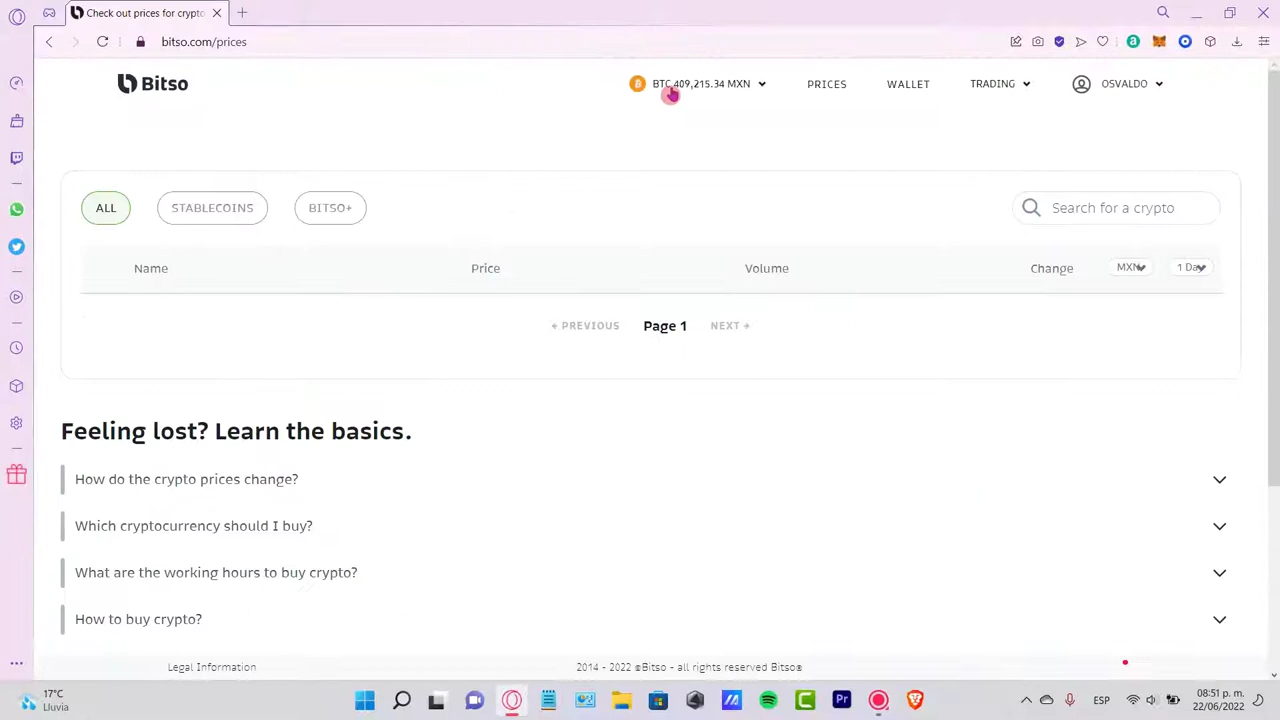 Check out prices for crypto
bitso.com/prices
Bitso
BTC 409,215.34 MXN
PRICES
WALLET
TRADING
OSVALDO
ALL
STABLECOINS
BITSO+
Search for a crypto
Name
Price
Volume
Change
MXN
1 Day
← PREVIOUS
Page 1
NEXT →
Feeling lost? Learn the basics.
How do the crypto prices change?
Which cryptocurrency should I buy?
What are the working hours to buy crypto?
How to buy crypto?
Legal Information
2014 - 2022 ©Bitso - all rights reserved Bitso®
17°C
Lluvia
ESP
08:51 p. m.
22/06/2022